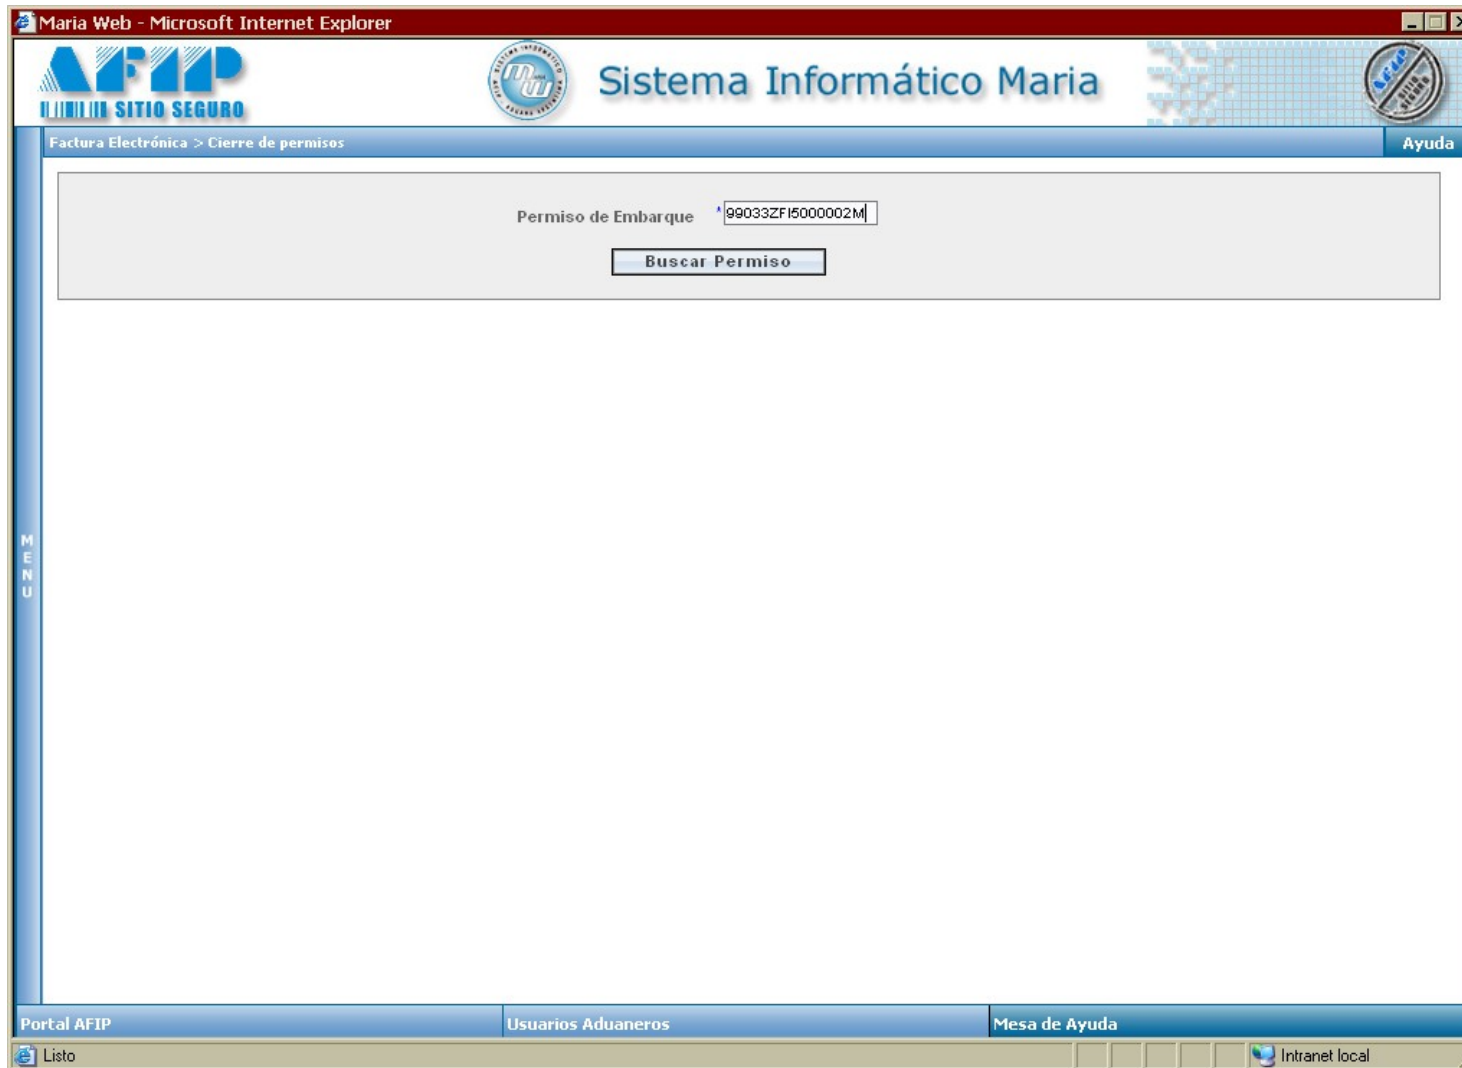 Maria Web - Microsoft Internet Explorer
AFIP
SITIO SEGURO
Sistema Informático Maria
Factura Electrónica > Cierre de permisos
Ayuda
Permiso de Embarque * 99033ZFI5000002M
Buscar Permiso
MENU
Portal AFIP
Usuarios Aduaneros
Mesa de Ayuda
Listo
Intranet local